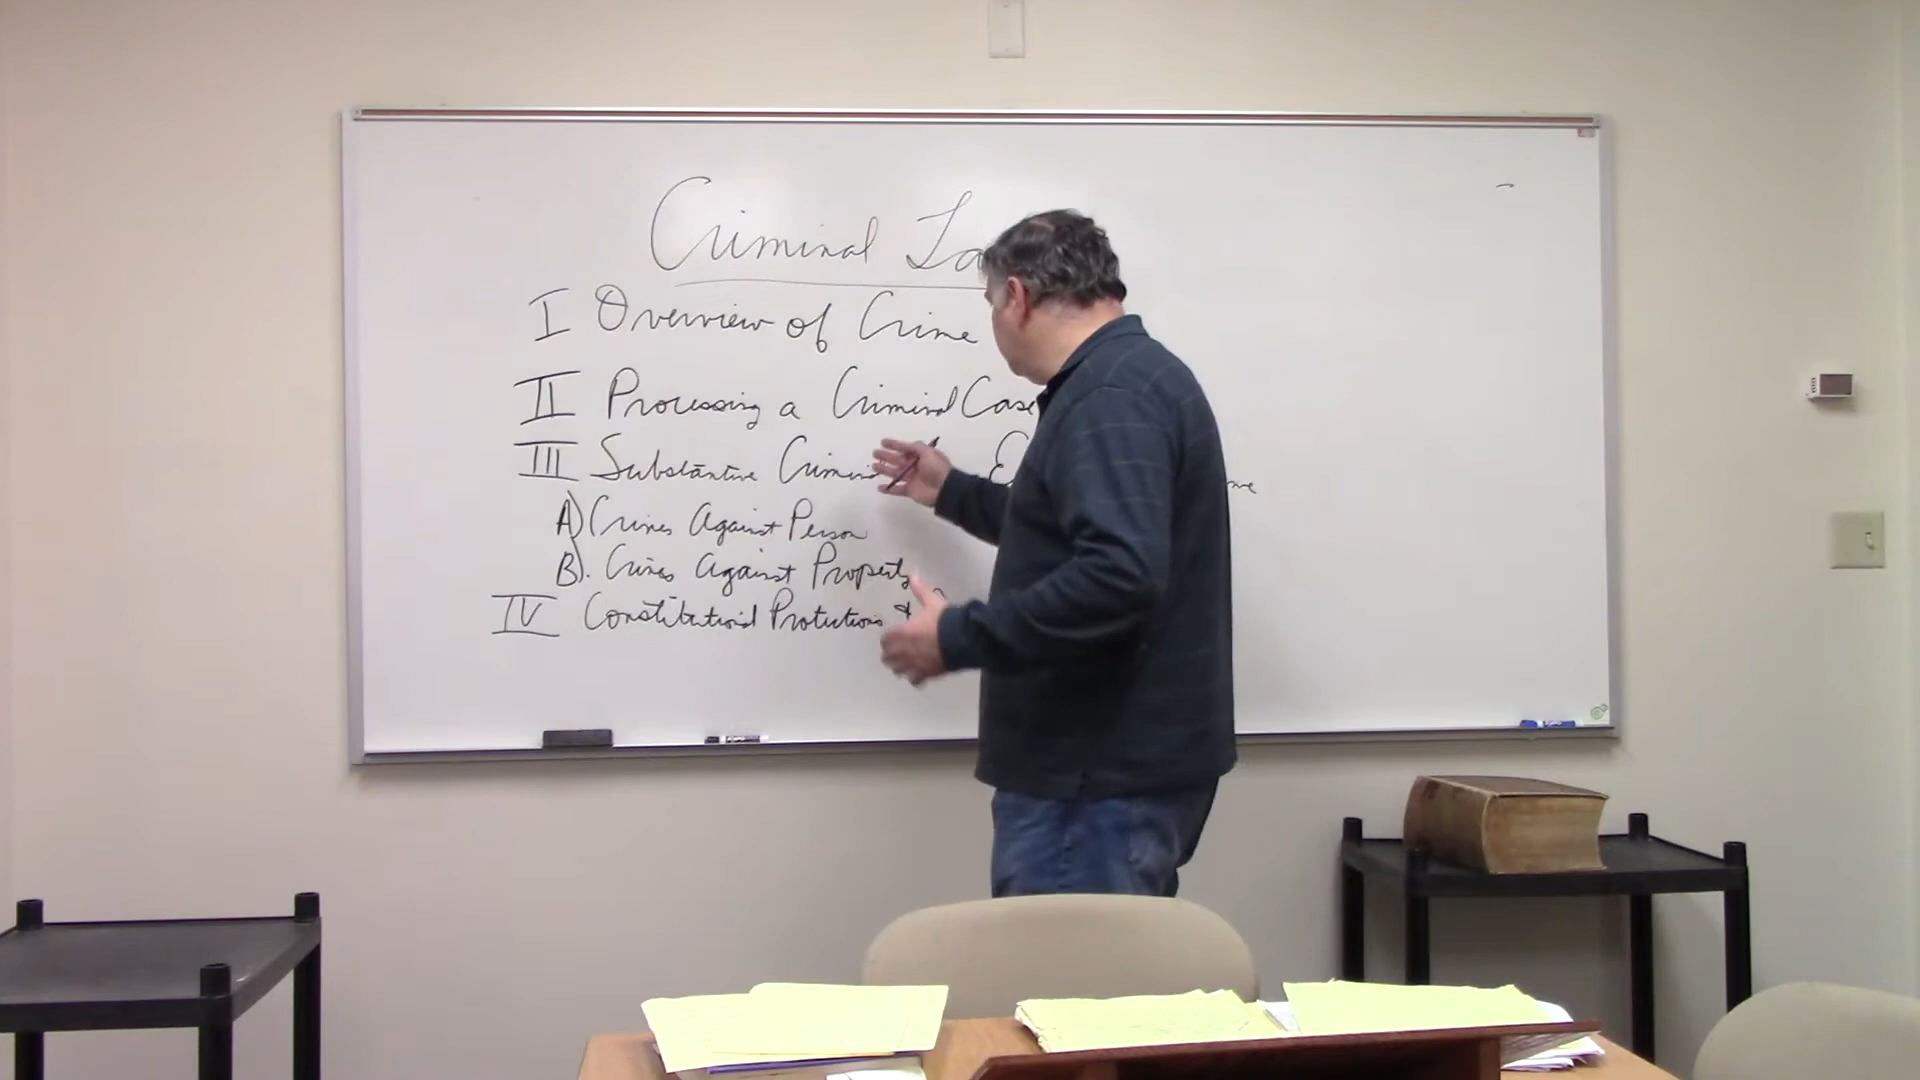 Criminal La
I Overview of Crime
II Processing a Criminal Case
III Substantive Crimin E me
A) Crimes Against Person
B). Crimes Against Property
IV Constitutional Protections &